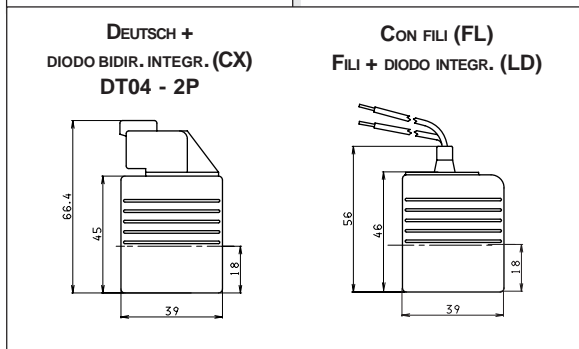 DEUTSCH +
DIODO BIDIR. INTEGR. (CX)
DT04 - 2P
66.4
45
18
39
CON FILI (FL)
FILI + DIODO INTEGR. (LD)
56
46
18
39